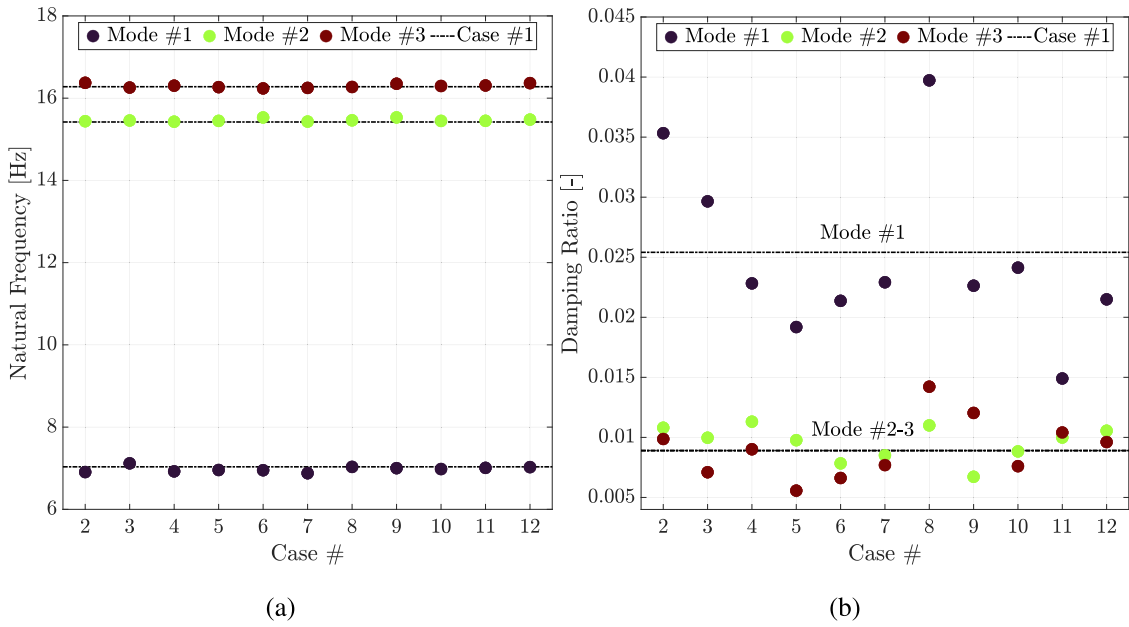 Mode #1 Mode #2 Mode #3 Case #1
18
16
14
12
10
8
6
Natural Frequency [Hz]
2 3 4 5 6 7 8 9 10 11 12
Case #
(a)
Mode #1 Mode #2 Mode #3 Case #1
0.045
0.04
0.035
0.03
0.025
0.02
0.015
0.01
0.005
Damping Ratio [-]
Mode #1
Mode #2-3
2 3 4 5 6 7 8 9 10 11 12
Case #
(b)